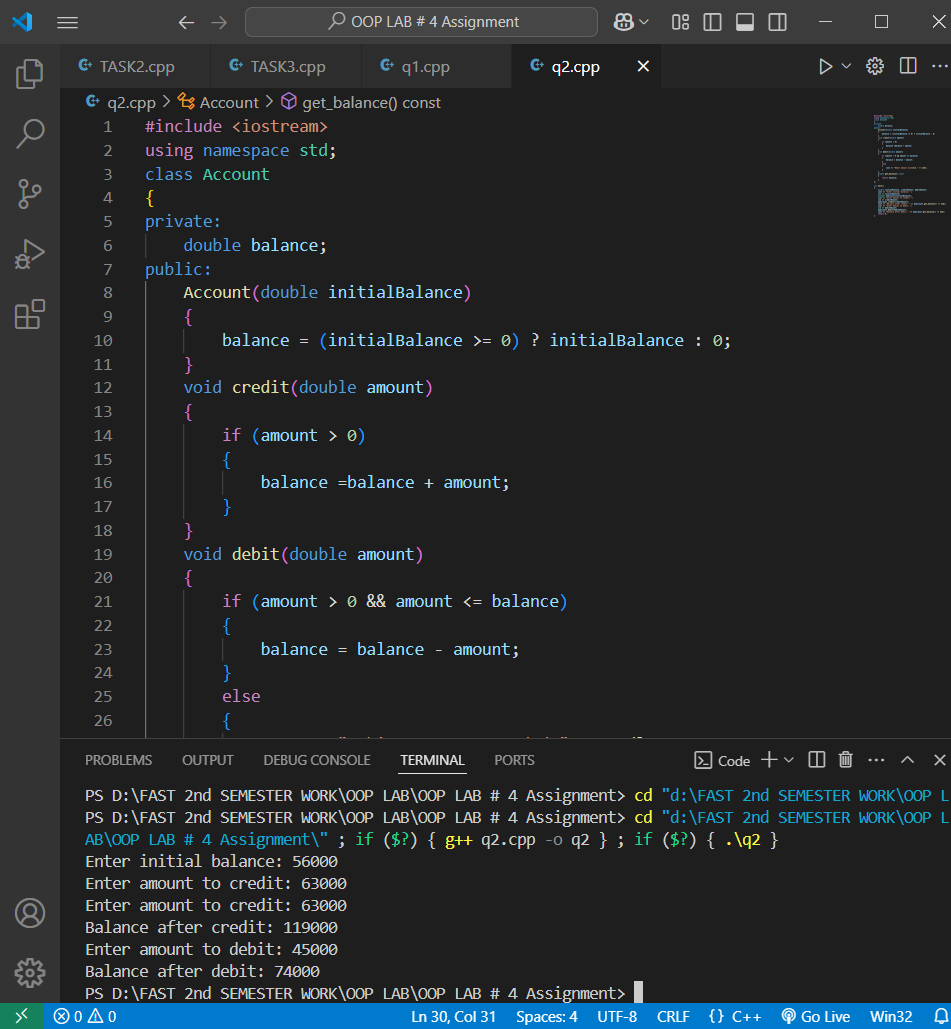 OOP LAB # 4 Assignment
TASK2.cpp TASK3.cpp q1.cpp q2.cpp
q2.cpp > Account > get_balance() const
1 #include <iostream>
2 using namespace std;
3 class Account
4 {
5 private:
6 double balance;
7 public:
8 Account(double initialBalance)
9 {
10 balance = (initialBalance >= 0) ? initialBalance : 0;
11 }
12 void credit(double amount)
13 {
14 if (amount > 0)
15 {
16 balance =balance + amount;
17 }
18 }
19 void debit(double amount)
20 {
21 if (amount > 0 && amount <= balance)
22 {
23 balance = balance - amount;
24 }
25 else
26 {
PROBLEMS OUTPUT DEBUG CONSOLE TERMINAL PORTS Code
PS D:\FAST 2nd SEMESTER WORK\OOP LAB\OOP LAB # 4 Assignment> cd "d:\FAST 2nd SEMESTER WORK\OOP L
PS D:\FAST 2nd SEMESTER WORK\OOP LAB\OOP LAB # 4 Assignment> cd "d:\FAST 2nd SEMESTER WORK\OOP L
AB\OOP LAB # 4 Assignment\" ; if ($?) { g++ q2.cpp -o q2 } ; if ($?) { .\q2 }
Enter initial balance: 56000
Enter amount to credit: 63000
Enter amount to credit: 63000
Balance after credit: 119000
Enter amount to debit: 45000
Balance after debit: 74000
PS D:\FAST 2nd SEMESTER WORK\OOP LAB\OOP LAB # 4 Assignment>
0 0 Ln 30, Col 31 Spaces: 4 UTF-8 CRLF {} C++ Go Live Win32